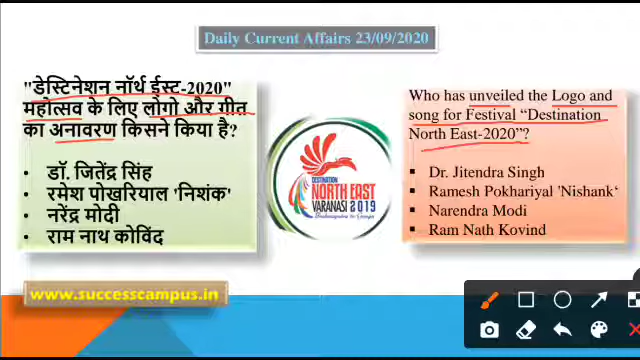 Daily Current Affairs 23/09/2020
"डेस्टिनेशन नॉर्थ ईस्ट-2020"
महोत्सव के लिए लोगो और गीत
का अनावरण किसने किया है?
• डॉ. जितेंद्र सिंह
• रमेश पोखरियाल 'निशंक'
• नरेंद्र मोदी
• राम नाथ कोविंद
DESTINATION
NORTH EAST
VARANASI 2019
Who has unveiled the Logo and
song for Festival "Destination
North East-2020"?
• Dr. Jitendra Singh
• Ramesh Pokhariyal 'Nishank'
• Narendra Modi
• Ram Nath Kovind
www.successcampus.in